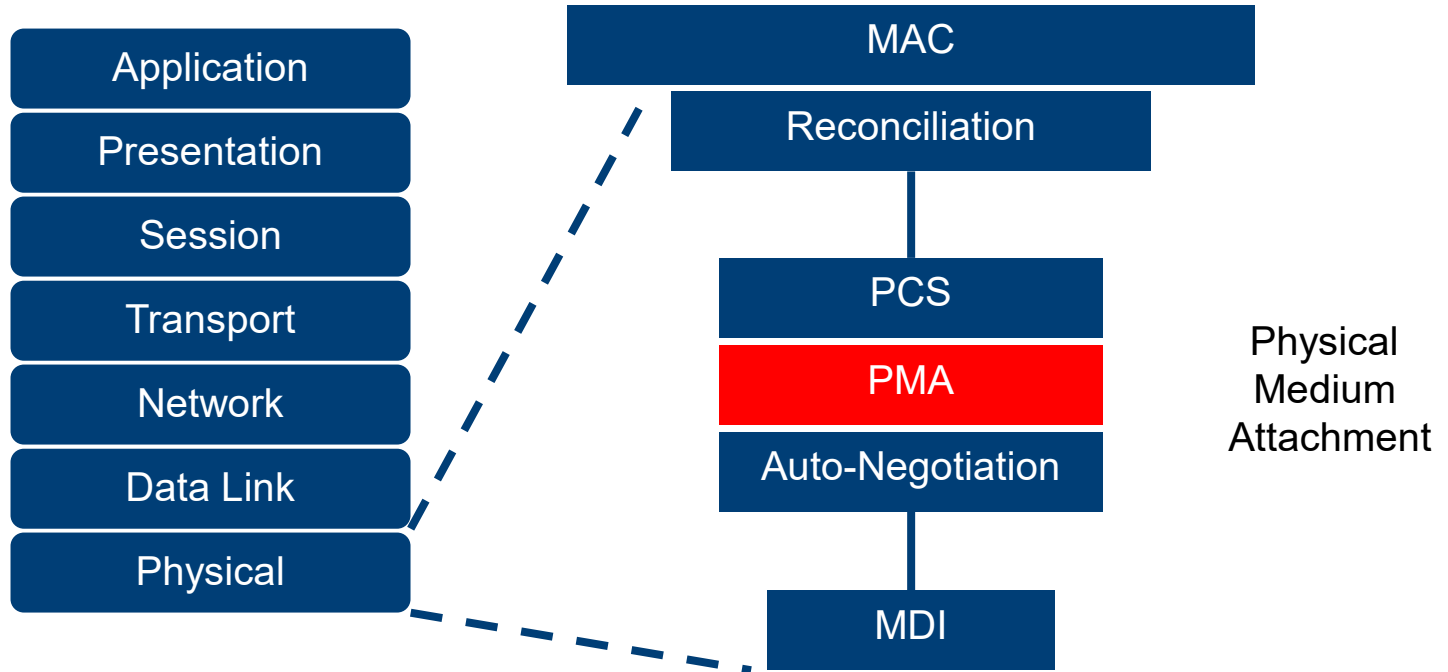 Application
Presentation
Session
Transport
Network
Data Link
Physical
MAC
Reconciliation
PCS
PMA
Auto-Negotiation
MDI
Physical
Medium
Attachment